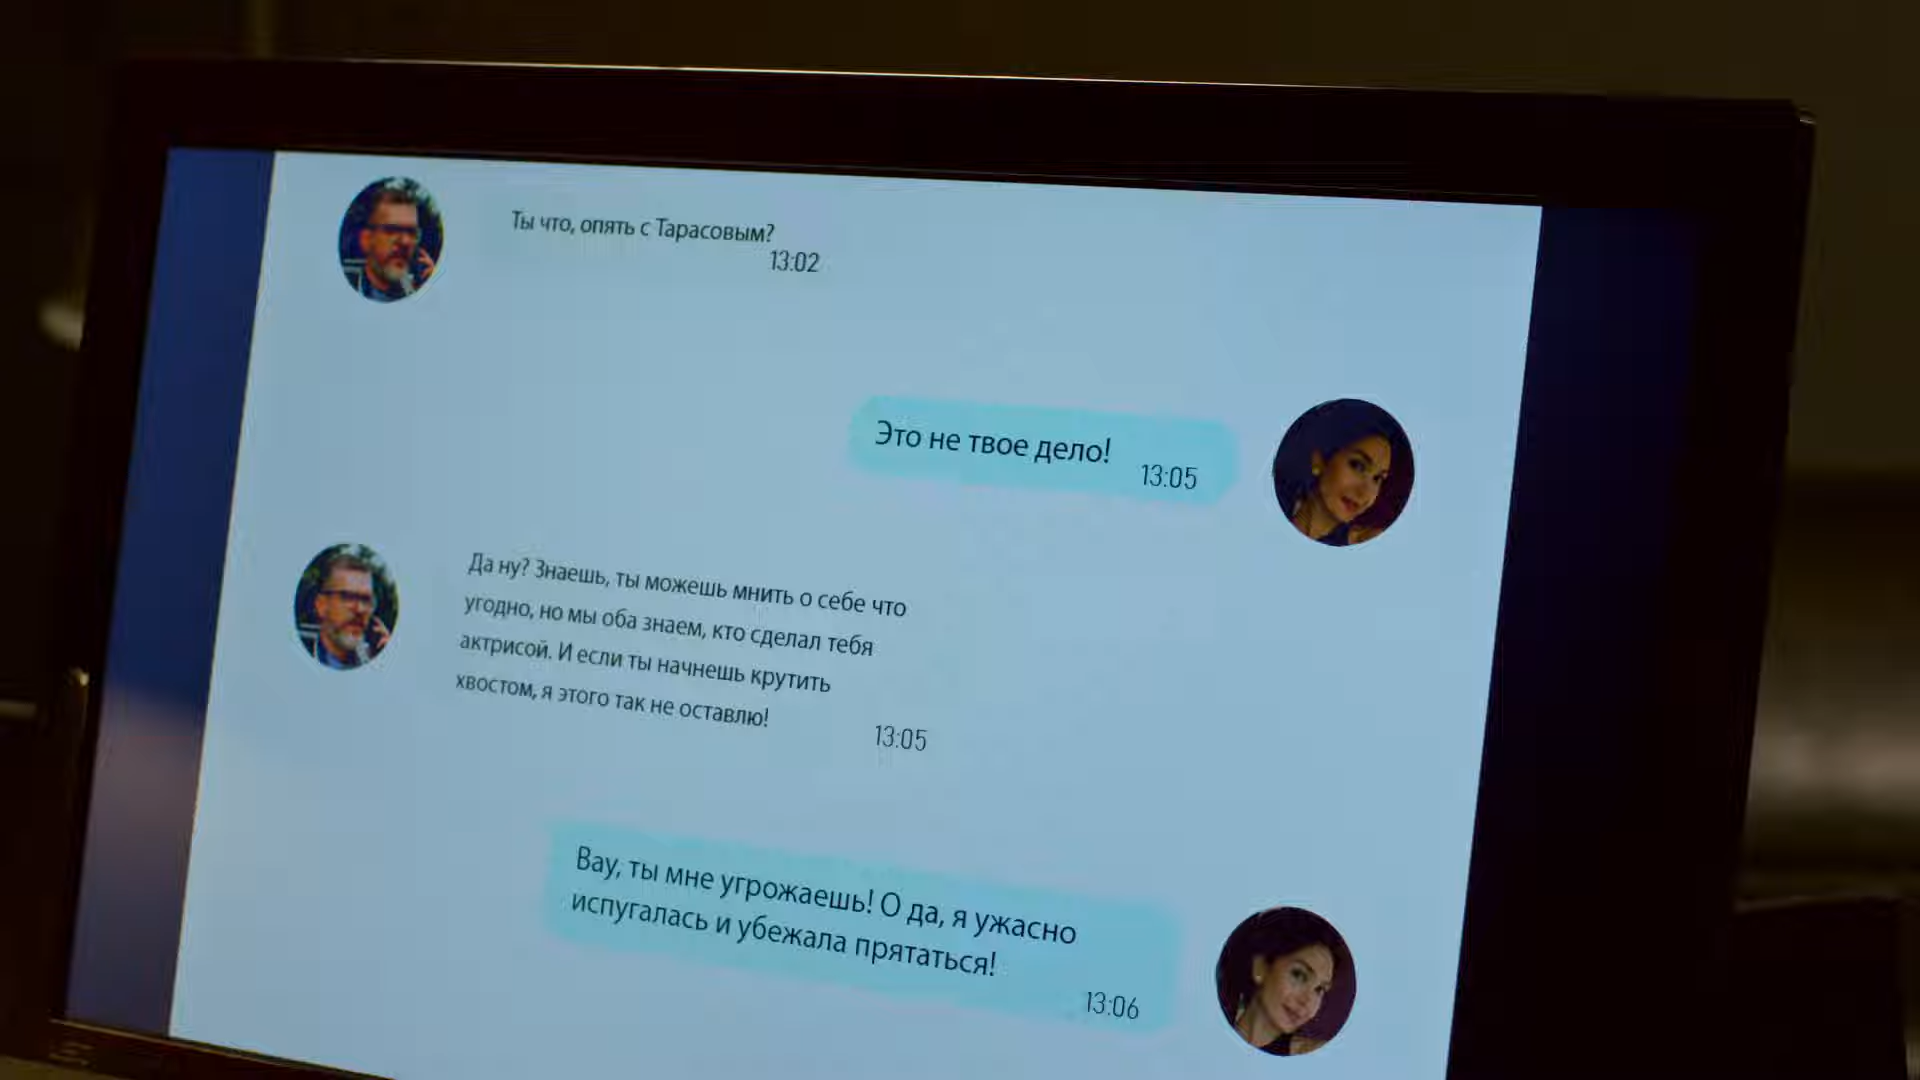 Ты что, опять с Тарасовым?
13:02
Это не твое дело!
13:05
Да ну? Знаешь, ты можешь мнить о себе что
угодно, но мы оба знаем, кто сделал тебя
актрисой. И если ты начнешь крутить
хвостом, я этого так не оставлю!
13:05
Вау, ты мне угрожаешь! О да, я ужасно
испугалась и убежала прятаться!
13:06